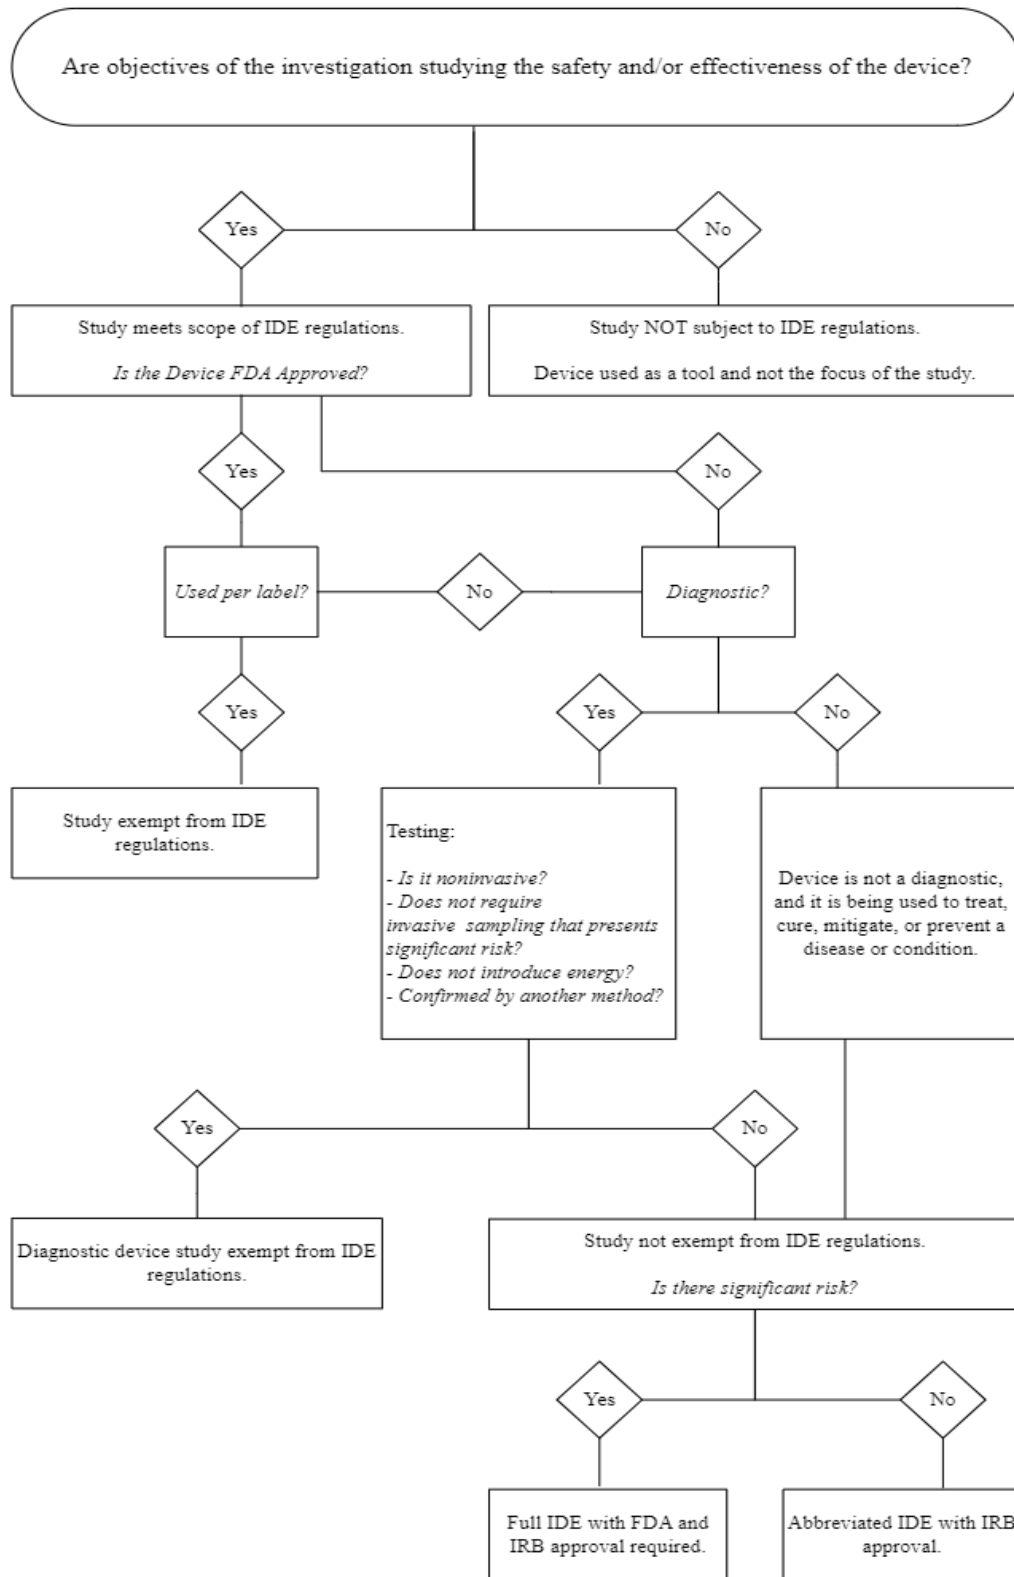 Are objectives of the investigation studying the safety and/or effectiveness of the device?
Yes
No
Study meets scope of IDE regulations.
Is the Device FDA Approved?
Study NOT subject to IDE regulations.
Device used as a tool and not the focus of the study.
Yes
No
Used per label?
No
Diagnostic?
Yes
Yes
No
Study exempt from IDE
regulations.
Testing:
- Is it noninvasive?
- Does not require
invasive sampling that presents
significant risk?
- Does not introduce energy?
- Confirmed by another method?
Device is not a diagnostic,
and it is being used to treat,
cure, mitigate, or prevent a
disease or condition.
Yes
No
Diagnostic device study exempt from IDE
regulations.
Study not exempt from IDE regulations.
Is there significant risk?
Yes
No
Full IDE with FDA and
IRB approval required.
Abbreviated IDE with IRB
approval.